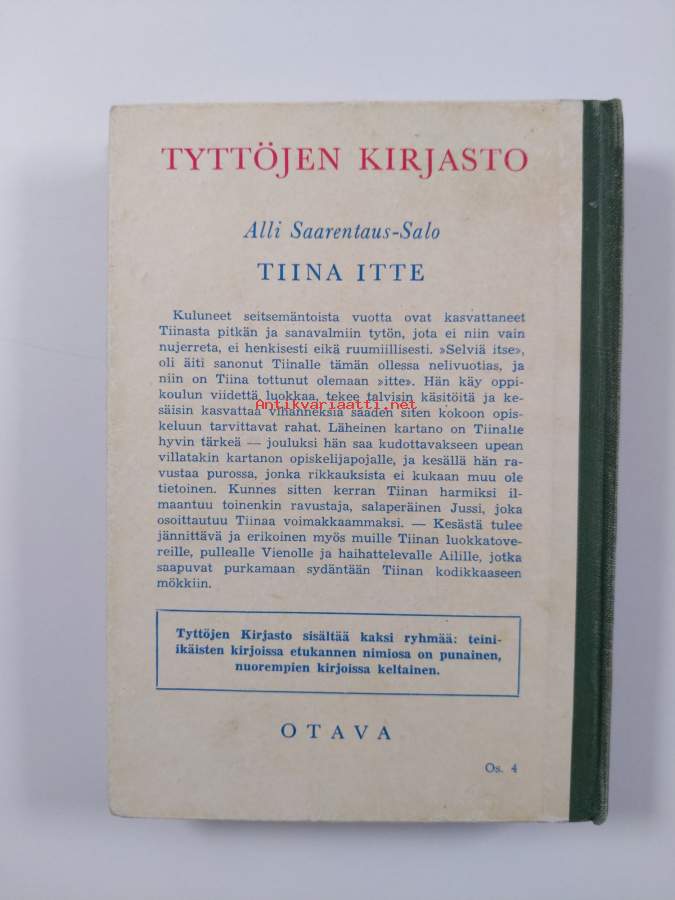 TYTTÖJEN KIRJASTO
Alli Saarentaus-Salo
TIINA ITTE
Kuluneet seitsemäntoista vuotta ovat kasvattaneet
Tiinasta pitkän ja sanavalmiin tytön, jota ei niin vain
nujerreta, ei henkisesti eikä ruumiillisesti. »Selviä itse»,
oli äiti sanonut Tiinalle tämän ollessa nelivuotias, ja
niin on Tiina tottunut olemaan »itte». Hän käy oppi-
koulun viidettä luokkaa, tekee talvisin käsitöitä ja ke-
säisin kasvattaa vihanneksia saaden siten kokoon opis-
Antikvariaatti.net
keluun tarvittavat rahat. Läheinen kartano on Tiinalle
hyvin tärkeä — jouluksi hän saa kudottavakseen upean
villatakin kartanon opiskelijapojalle, ja kesällä hän ra-
vustaa purossa, jonka rikkauksista ei kukaan muu ole
tietoinen. Kunnes sitten kerran Tiinan harmiksi il-
maantuu toinenkin ravustaja, salaperäinen Jussi, joka
osoittautuu Tiinaa voimakkaammaksi. — Kesästä tulee
jännittävä ja erikoinen myös muille Tiinan luokkatove-
reille, pullealle Vienolle ja haihattelevalle Ailille, jotka
saapuvat purkamaan sydäntään Tiinan kodikkaaseen
mökkiin.
Tyttöjen Kirjasto sisältää kaksi ryhmää: teini-
ikäisten kirjoissa etukannen nimiosa on punainen,
nuorempien kirjoissa keltainen.
OTAVA
Os. 4